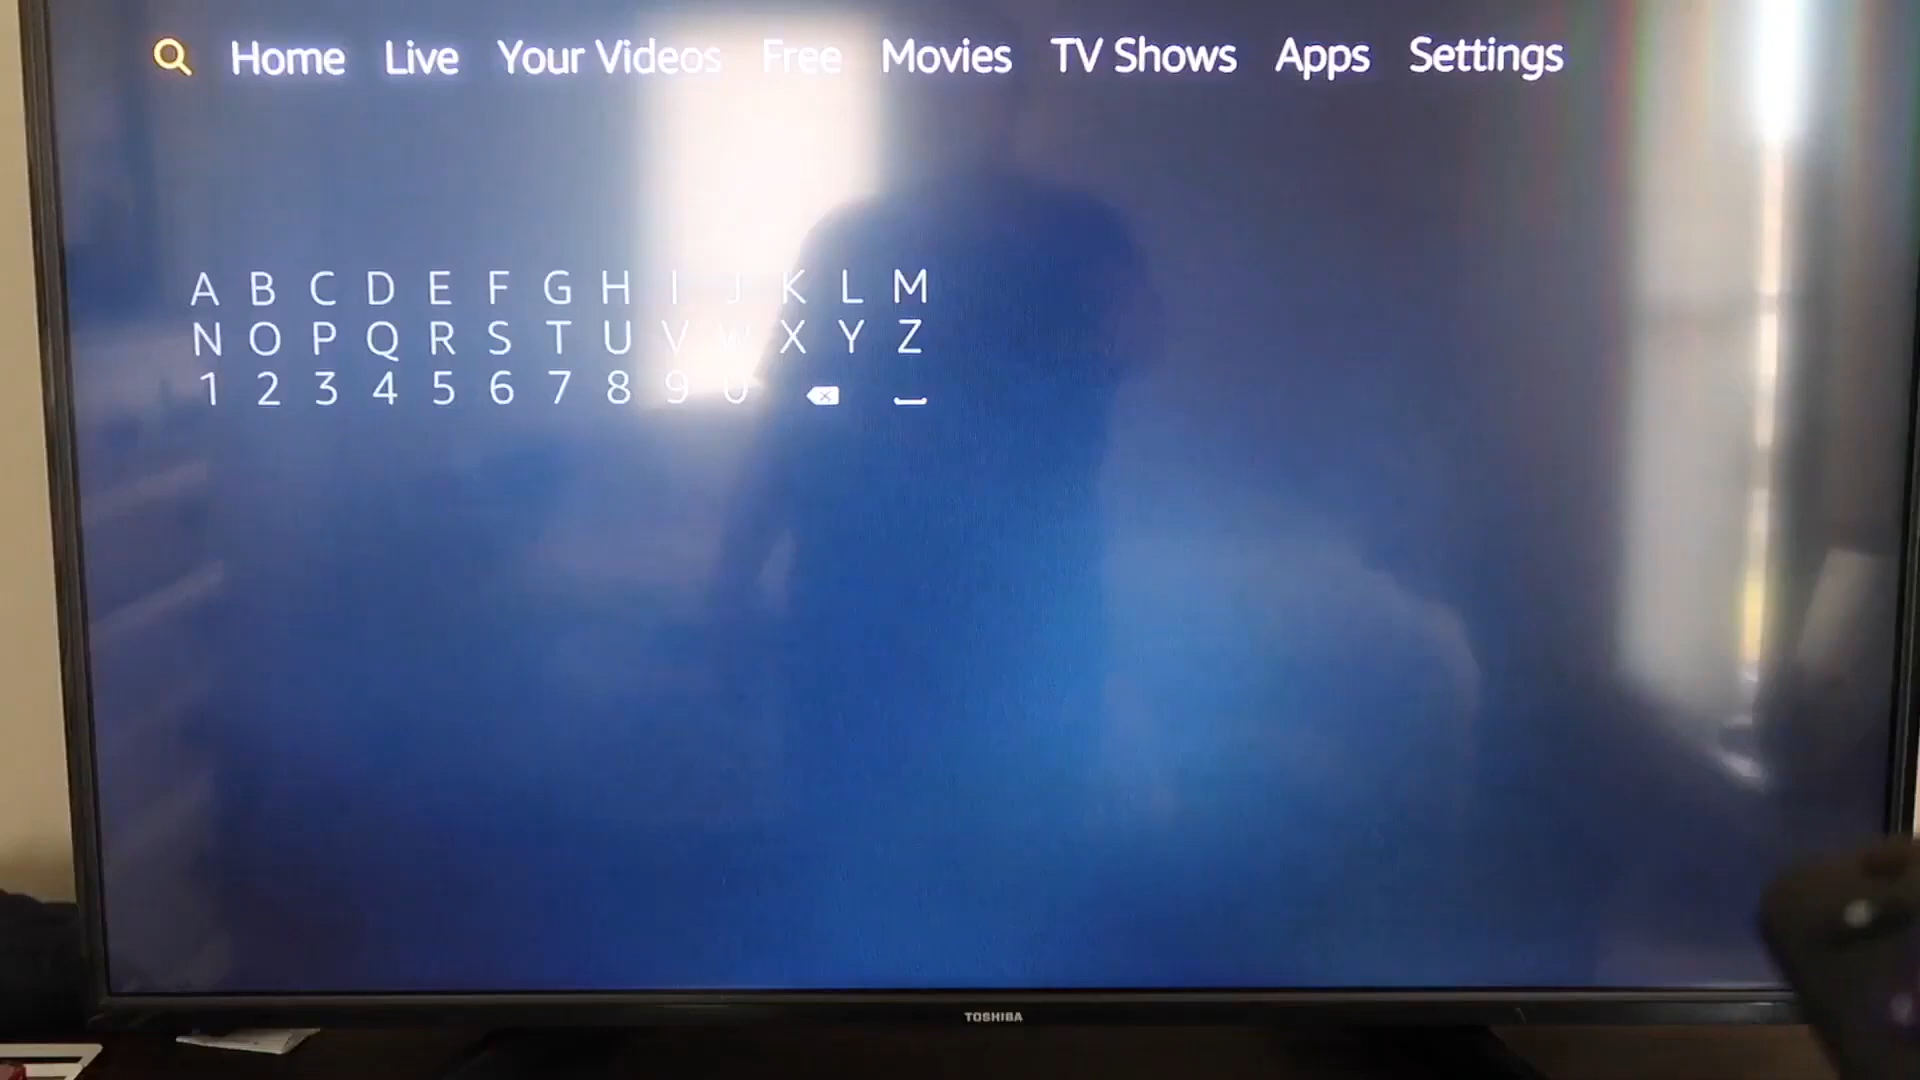 Home Live Your Videos Free Movies TV Shows Apps Settings
A B C D E F G H I J K L M
N O P Q R S T U V W X Y Z
1 2 3 4 5 6 7 8 9 0
TOSHIBA